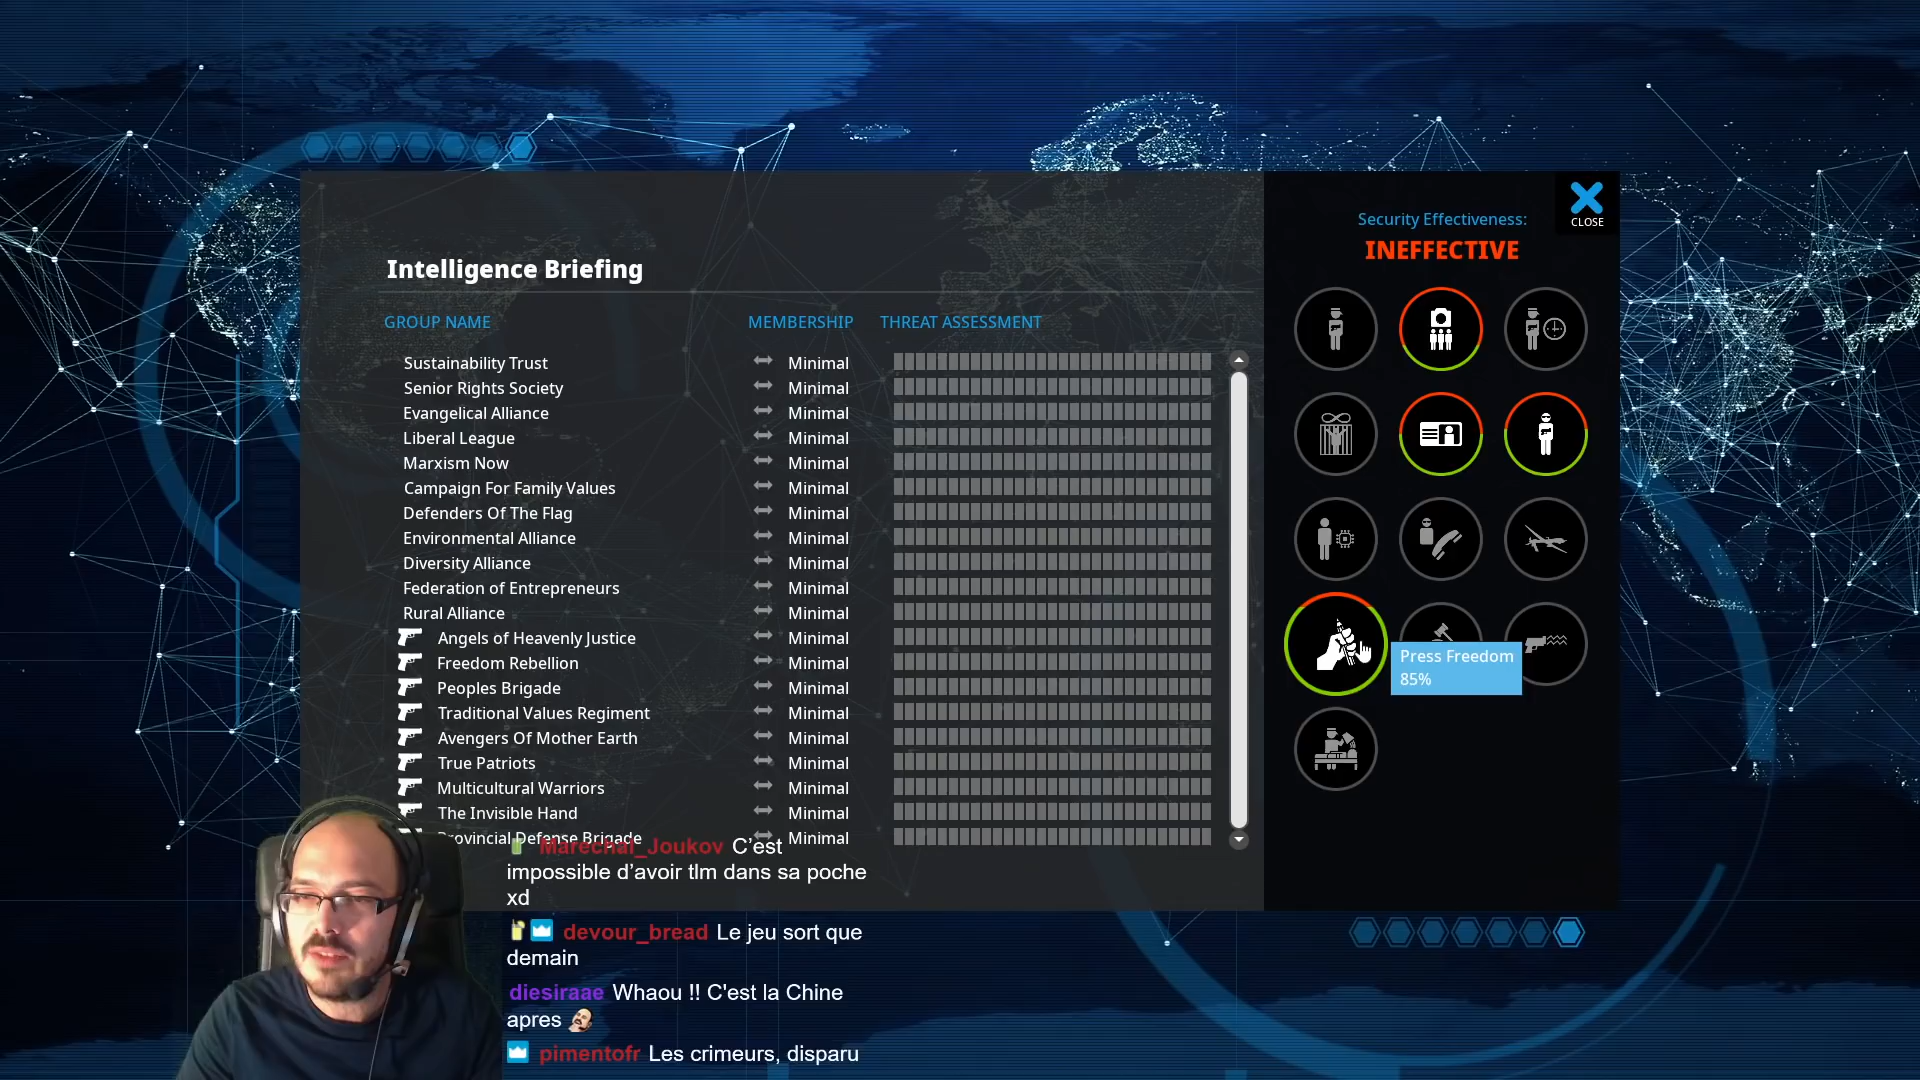 CLOSE
Security Effectiveness:
INEFFECTIVE
Intelligence Briefing
GROUP NAME MEMBERSHIP THREAT ASSESSMENT
Sustainability Trust Minimal
Senior Rights Society Minimal
Evangelical Alliance Minimal
Liberal League Minimal
Marxism Now Minimal
Campaign For Family Values Minimal
Defenders Of The Flag Minimal
Environmental Alliance Minimal
Diversity Alliance Minimal
Federation of Entrepreneurs Minimal
Rural Alliance Minimal
Angels of Heavenly Justice Minimal
Freedom Rebellion Minimal
Peoples Brigade Minimal
Traditional Values Regiment Minimal
Avengers Of Mother Earth Minimal
True Patriots Minimal
Multicultural Warriors Minimal
The Invisible Hand Minimal
Provincial Defense Brigade Minimal
Press Freedom
85%
Marechal_Joukov C’est
impossible d’avoir tlm dans sa poche
xd
devour_bread Le jeu sort que
demain
diesiraae Whaou !! C'est la Chine
apres
pimentofr Les crimeurs, disparu